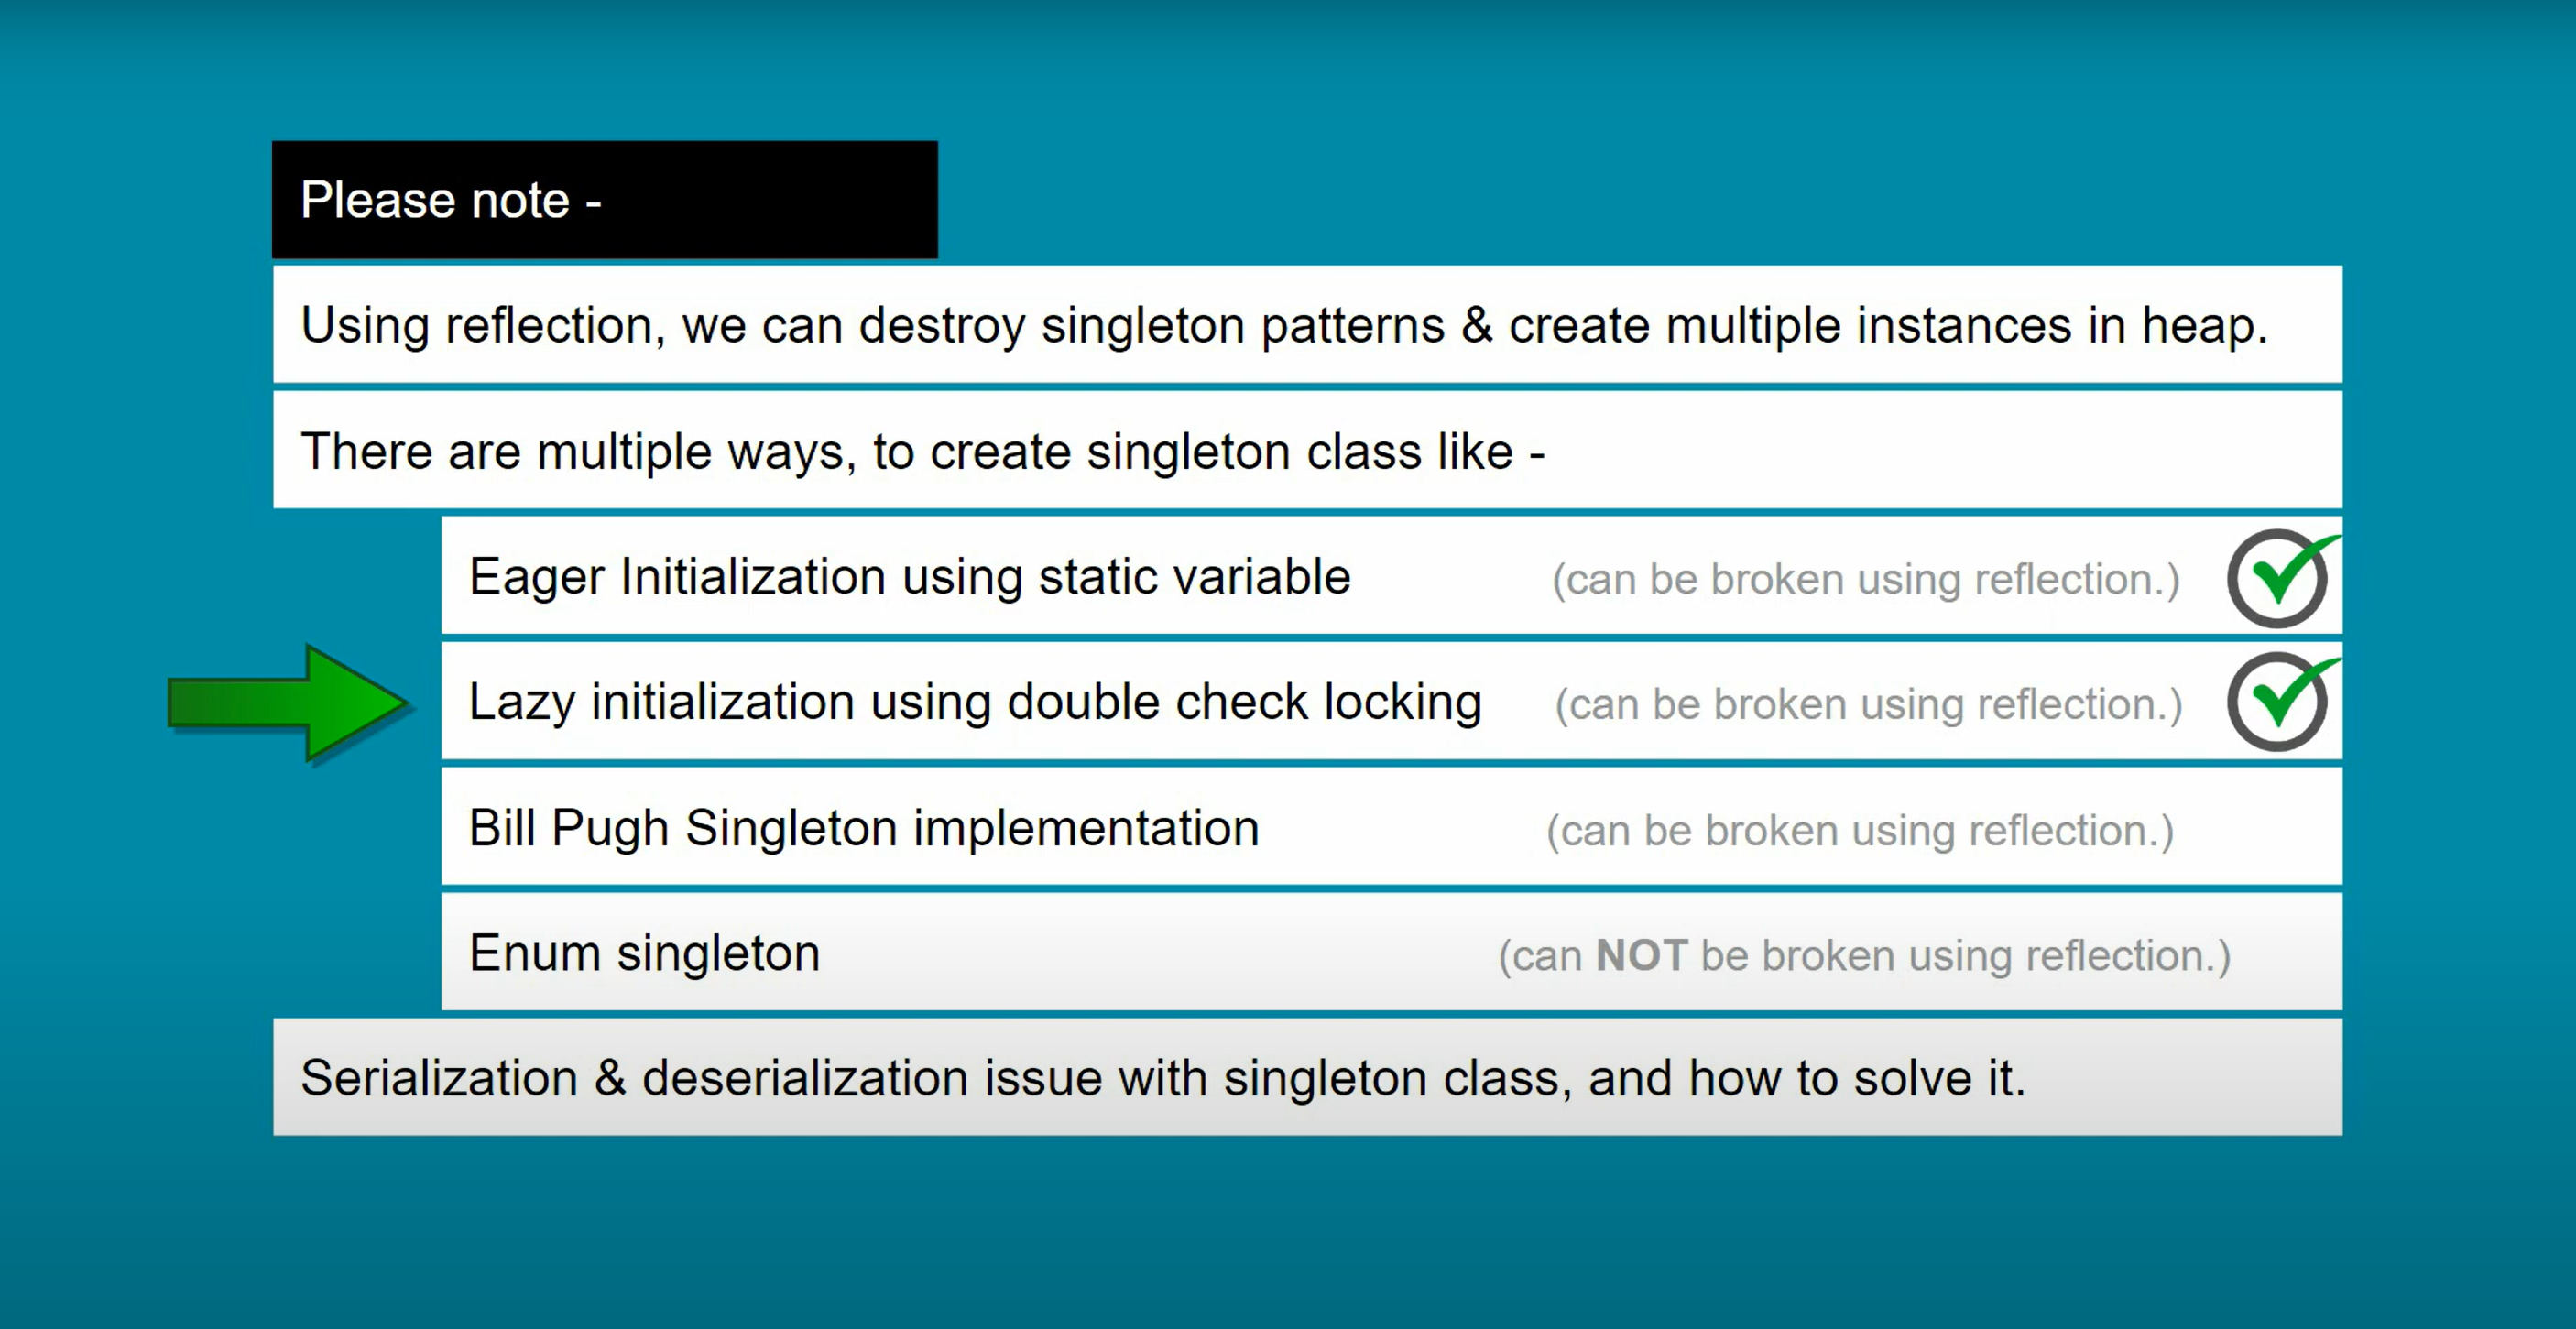 Please note -
Using reflection, we can destroy singleton patterns & create multiple instances in heap.
There are multiple ways, to create singleton class like -
Eager Initialization using static variable (can be broken using reflection.)
Lazy initialization using double check locking (can be broken using reflection.)
Bill Pugh Singleton implementation (can be broken using reflection.)
Enum singleton (can NOT be broken using reflection.)
Serialization & deserialization issue with singleton class, and how to solve it.